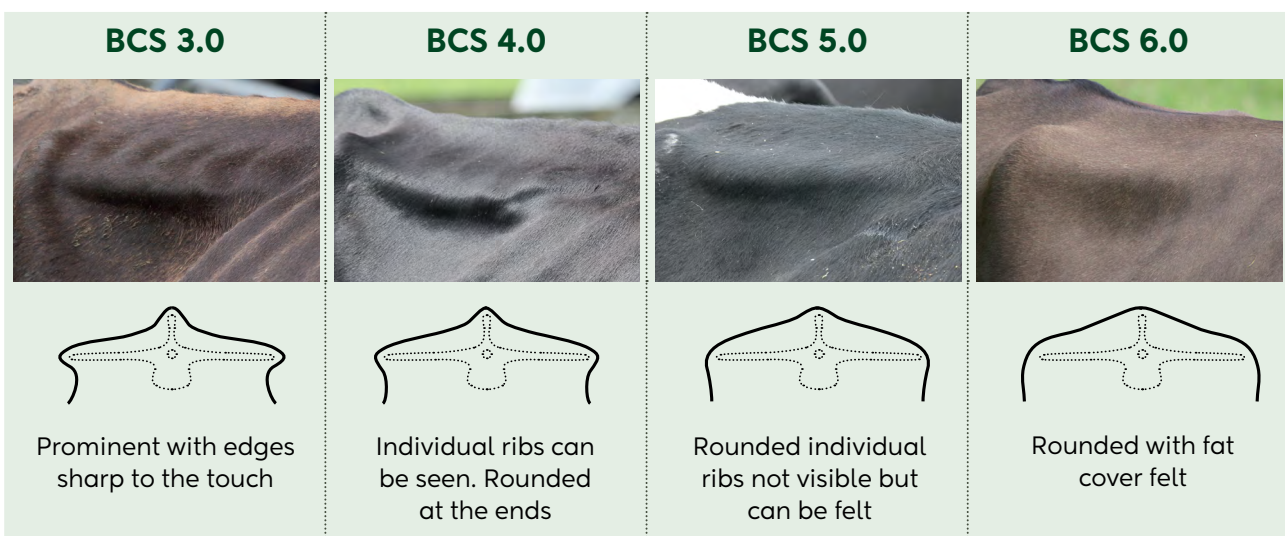 BCS 3.0
BCS 4.0
BCS 5.0
BCS 6.0
Prominent with edges
sharp to the touch
Individual ribs can
be seen. Rounded
at the ends
Rounded individual
ribs not visible but
can be felt
Rounded with fat
cover felt